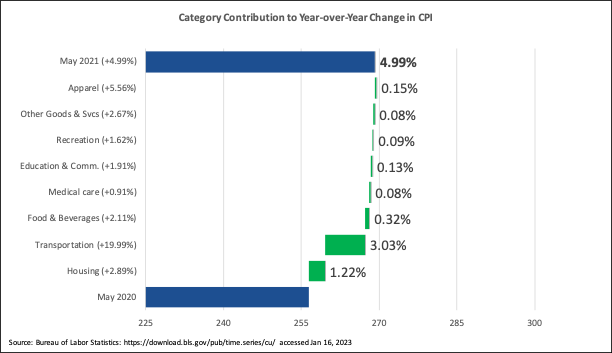 Category Contribution to Year-over-Year Change in CPI
May 2021 (+4.99%) 4.99%
Apparel (+5.56%) 0.15%
Other Goods & Svcs (+2.67%) 0.08%
Recreation (+1.62%) 0.09%
Education & Comm. (+1.91%) 0.13%
Medical care (+0.91%) 0.08%
Food & Beverages (+2.11%) 0.32%
Transportation (+19.99%) 3.03%
Housing (+2.89%) 1.22%
May 2020
225 240 255 270 285 300
Source: Bureau of Labor Statistics: https://download.bls.gov/pub/time.series/cu/ accessed Jan 16, 2023